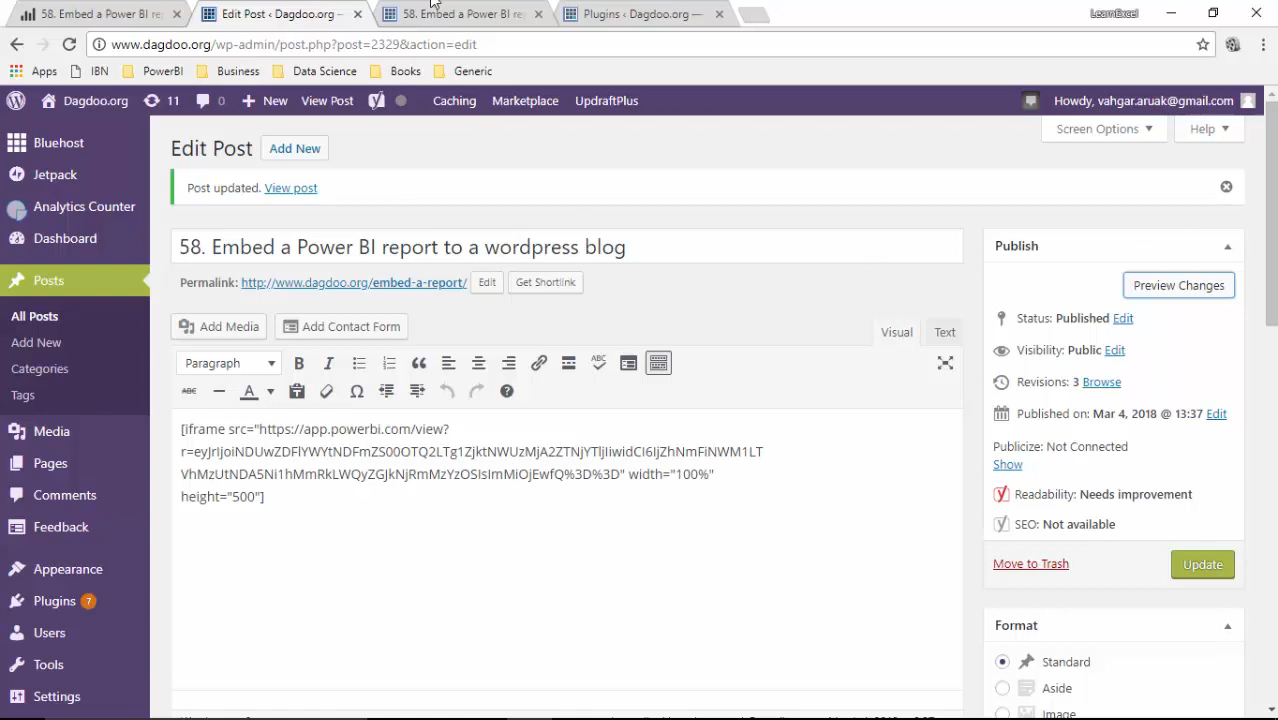 58. Embed a Power BI re
Edit Post ‹ Dagdoo.org –
58. Embed a Power BI re
Plugins ‹ Dagdoo.org —
LearnExcel
www.dagdoo.org/wp-admin/post.php?post=2329&action=edit
Apps
IBN
PowerBI
Business
Data Science
Books
Generic
Dagdoo.org
11
0
New
View Post
Caching
Marketplace
UpdraftPlus
Howdy, vahgar.aruak@gmail.com
Bluehost
Jetpack
Analytics Counter
Dashboard
Posts
All Posts
Add New
Categories
Tags
Media
Pages
Comments
Feedback
Appearance
Plugins 7
Users
Tools
Settings
Screen Options
Help
Edit Post
Add New
Post updated. View post
58. Embed a Power BI report to a wordpress blog
Permalink: http://www.dagdoo.org/embed-a-report/
Edit
Get Shortlink
Add Media
Add Contact Form
Visual
Text
Paragraph
B
I
ABC
ABC
A
[iframe src="https://app.powerbi.com/view?
height="500"]
Publish
Preview Changes
Status: Published Edit
Visibility: Public Edit
Revisions: 3 Browse
Published on: Mar 4, 2018 @ 13:37 Edit
Publicize: Not Connected
Show
Readability: Needs improvement
SEO: Not available
Move to Trash
Update
Format
Standard
Aside
Image